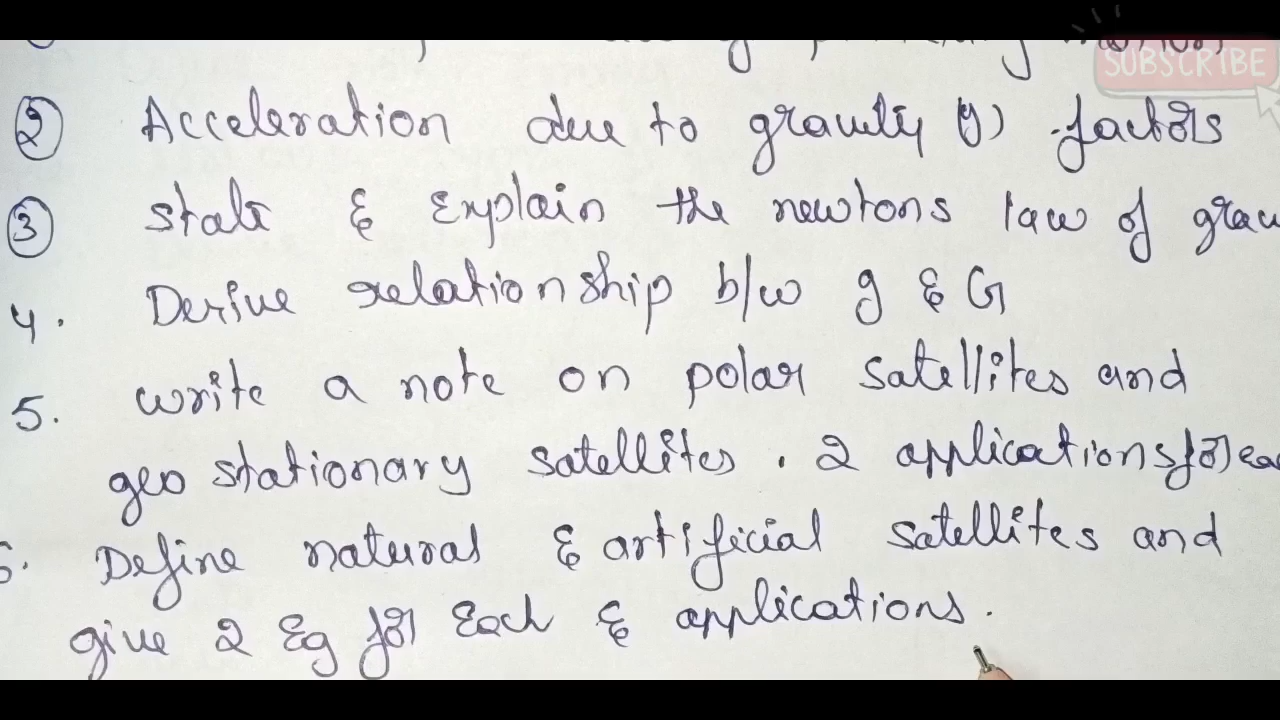 SUBSCRIBE
② Acceleration due to gravity (g) factors
③ State & Explain the newtons law of grav
4. Derive relationship b/w g & G
5. write a note on polar satellites and
geo stationary satellites. 2 applications for ea
Define natural & artificial satellites and
give 2 Eg for Each & applications.